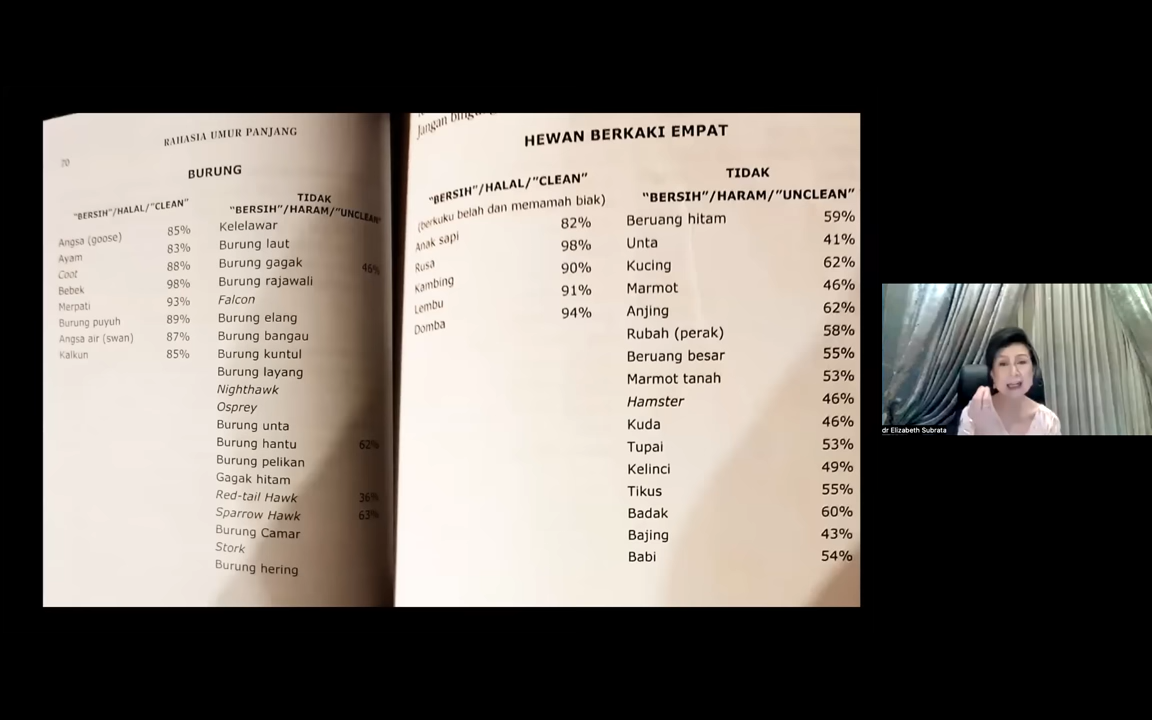 70
RAHASIA UMUR PANJANG
BURUNG
"BERSIH"/HALAL/"CLEAN"
Angsa (goose) 85%
Ayam 83%
Coot 88%
Bebek 98%
Merpati 93%
Burung puyuh 89%
Angsa air (swan) 87%
Kalkun 85%
TIDAK
"BERSIH"/HARAM/"UNCLEAN"
Kelelawar
Burung laut
Burung gagak 46%
Burung rajawali
Falcon
Burung elang
Burung bangau
Burung kuntul
Burung layang
Nighthawk
Osprey
Burung unta
Burung hantu 62%
Burung pelikan
Gagak hitam
Red-tail Hawk 36%
Sparrow Hawk 63%
Burung Camar
Stork
Burung hering
Jangan
HEWAN BERKAKI EMPAT
"BERSIH"/HALAL/"CLEAN"
(berkuku belah dan memamah biak)
Anak sapi 82%
Rusa 98%
Kambing 90%
Lembu 91%
Domba 94%
TIDAK
"BERSIH"/HARAM/"UNCLEAN"
Beruang hitam 59%
Unta 41%
Kucing 62%
Marmot 46%
Anjing 62%
Rubah (perak) 58%
Beruang besar 55%
Marmot tanah 53%
Hamster 46%
Kuda 46%
Tupai 53%
Kelinci 49%
Tikus 55%
Badak 60%
Bajing 43%
Babi 54%
dr Elizabeth Subrata